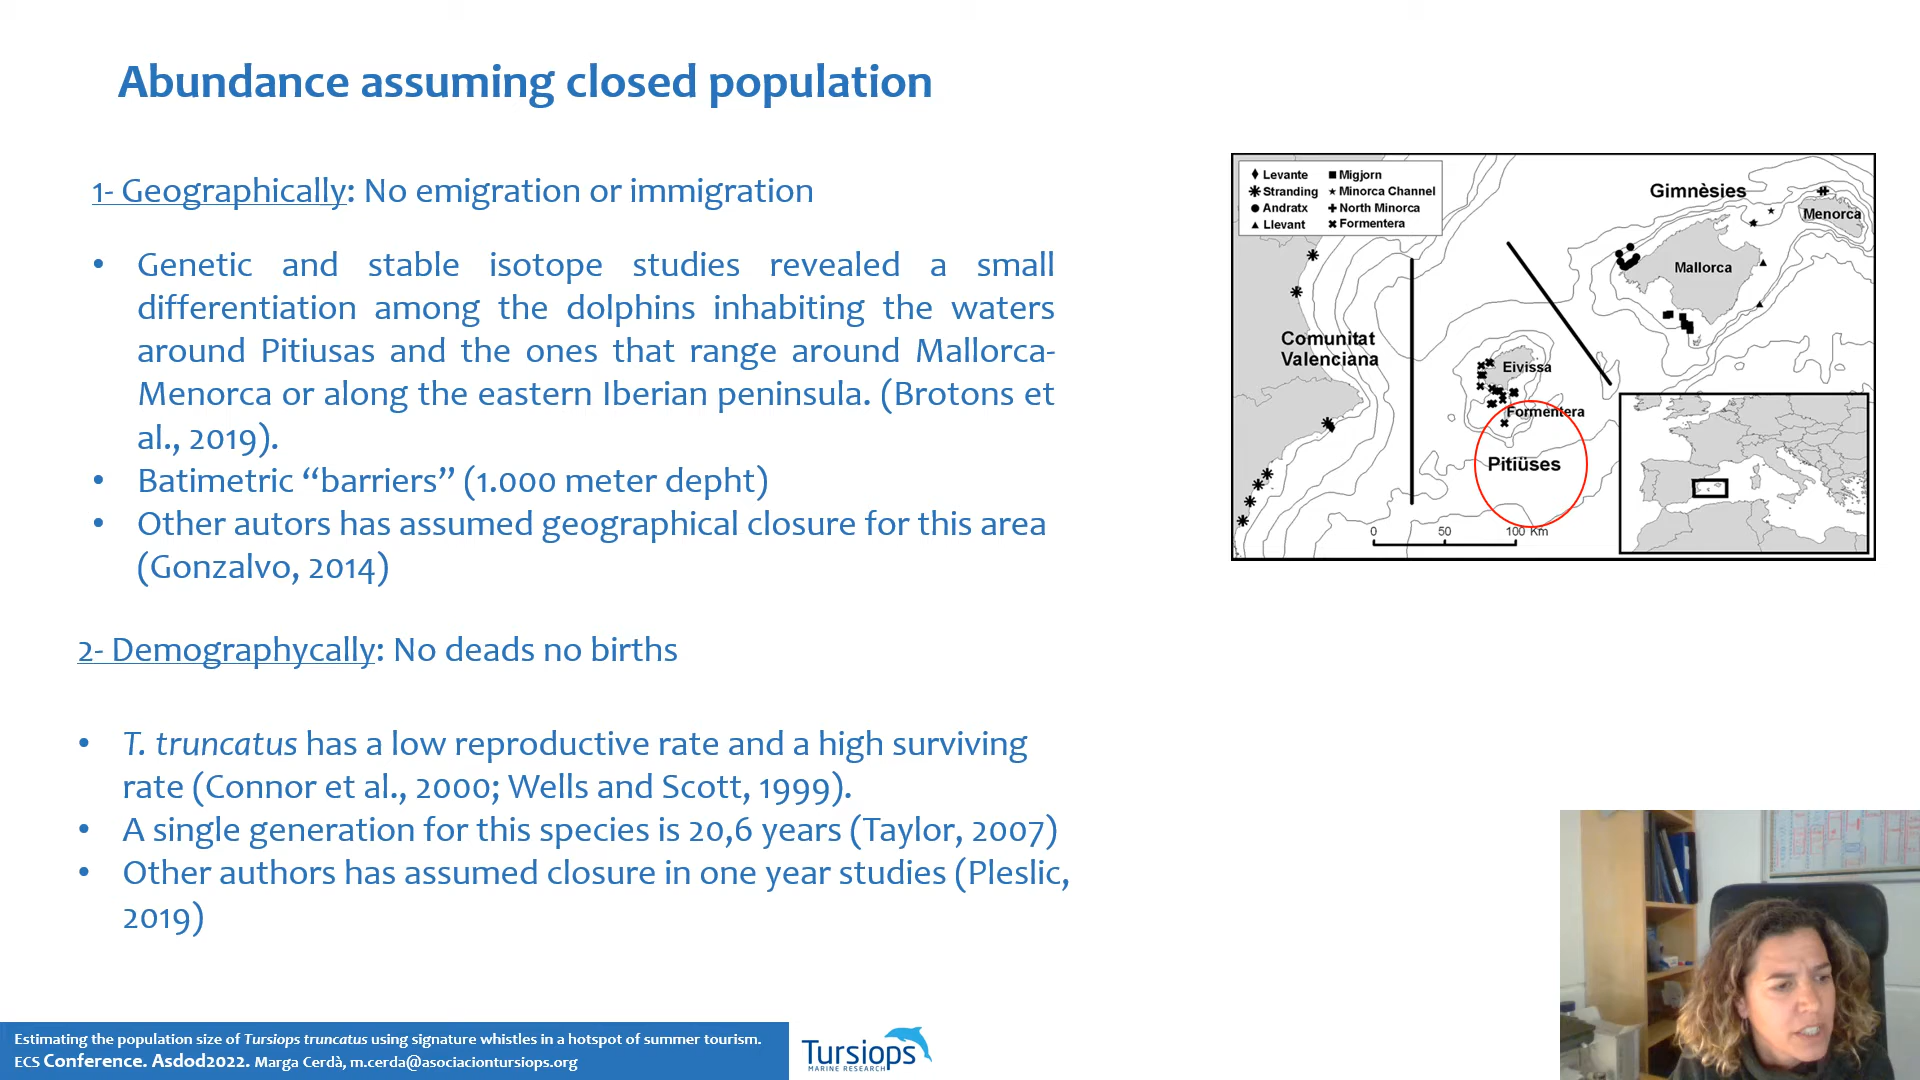 Abundance assuming closed population
1- Geographically: No emigration or immigration
• Genetic and stable isotope studies revealed a small
differentiation among the dolphins inhabiting the waters
around Pitiusas and the ones that range around Mallorca-
Menorca or along the eastern Iberian peninsula. (Brotons et
al., 2019).
• Batimetric “barriers” (1.000 meter depht)
• Other autors has assumed geographical closure for this area
(Gonzalvo, 2014)
2- Demographycally: No deads no births
• T. truncatus has a low reproductive rate and a high surviving
rate (Connor et al., 2000; Wells and Scott, 1999).
• A single generation for this species is 20,6 years (Taylor, 2007)
• Other authors has assumed closure in one year studies (Pleslic,
2019)
Levante
Stranding
Andratx
Llevant
Migjorn
Minorca Channel
North Minorca
Formentera
Gimnèsies
Menorca
Mallorca
Comunitat
Valenciana
Eivissa
Formentera
Pitiüses
0 50 100 Km
Estimating the population size of Tursiops truncatus using signature whistles in a hotspot of summer tourism.
ECS Conference. Asdod2022. Marga Cerdà, m.cerda@asociaciontursiops.org
Tursiops
MARINE RESEARCH